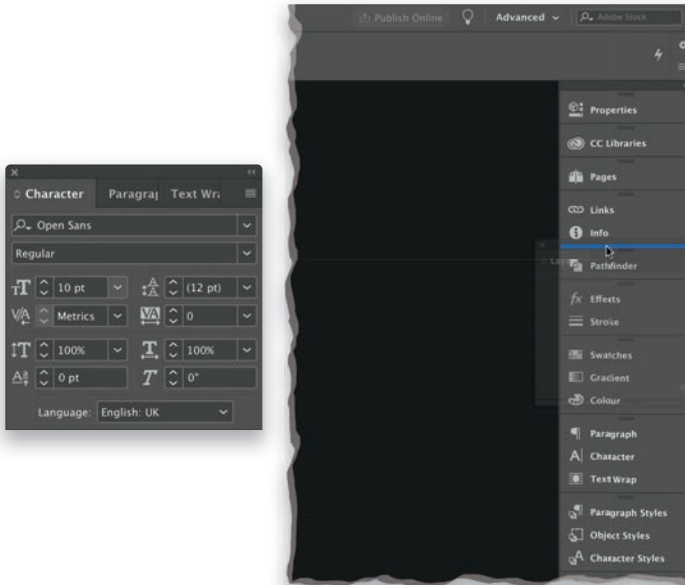 Character Paragraj Text Wra
Open Sans
Regular
10 pt (12 pt)
Metrics 0
100% 100%
0 pt 0°
Language: English: UK
Publish Online Advanced Adobe Stock
Properties
CC Libraries
Pages
Links
Info
Laye
Pathfinder
Effects
Stroke
Swatches
Gradient
Colour
Paragraph
Character
Text Wrap
Paragraph Styles
Object Styles
Character Styles